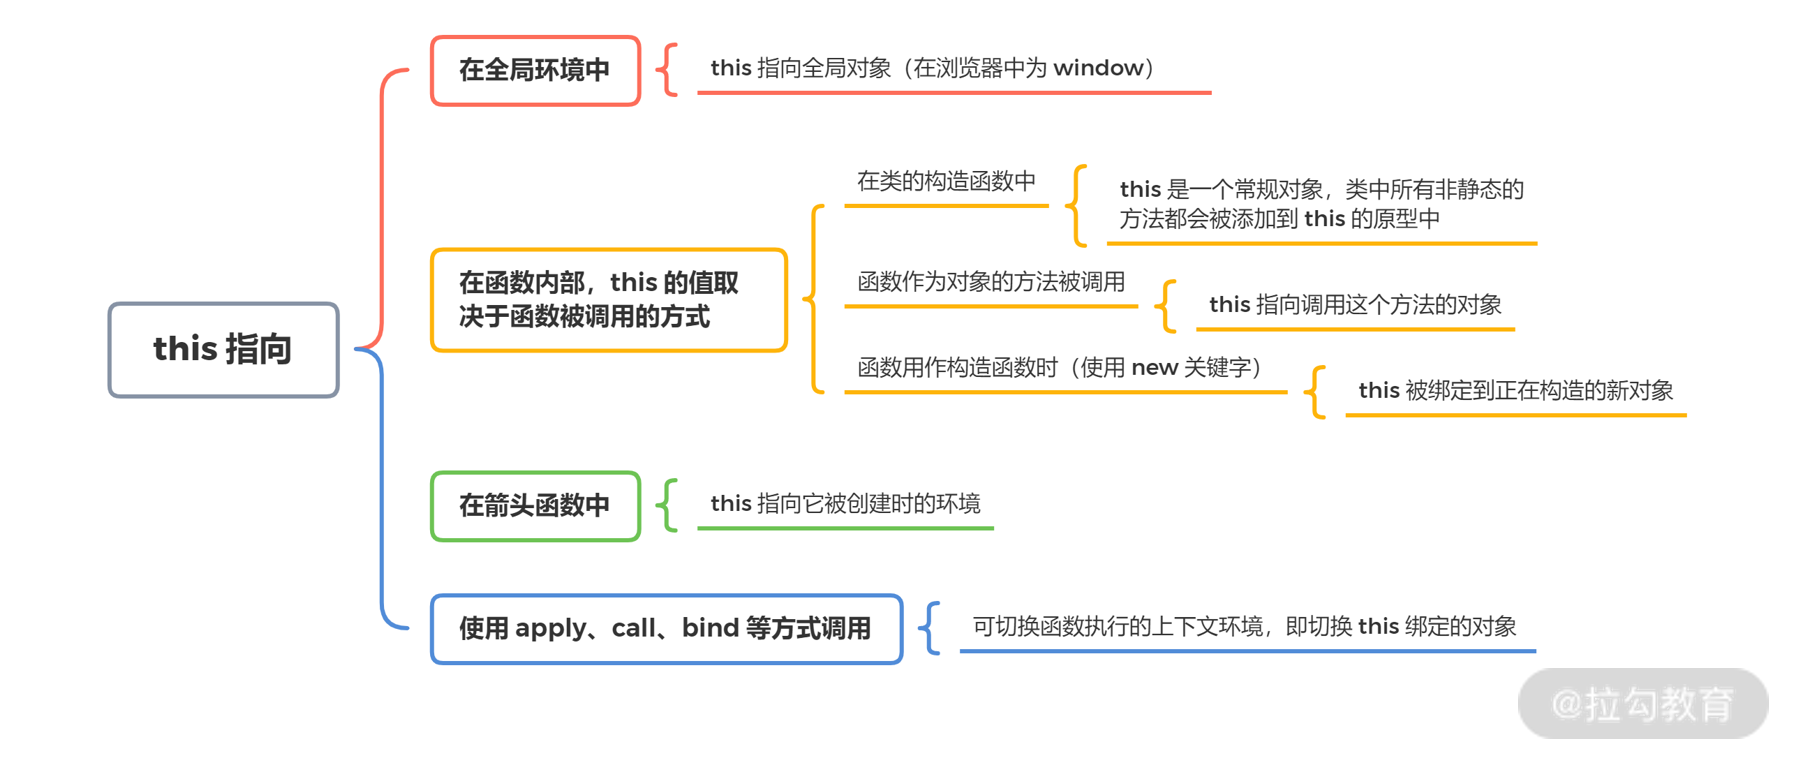 this 指向
在全局环境中
this 指向全局对象（在浏览器中为 window）
在函数内部，this 的值取
决于函数被调用的方式
在类的构造函数中
this 是一个常规对象，类中所有非静态的
方法都会被添加到 this 的原型中
函数作为对象的方法被调用
this 指向调用这个方法的对象
函数用作构造函数时（使用 new 关键字）
this 被绑定到正在构造的新对象
在箭头函数中
this 指向它被创建时的环境
使用 apply、call、bind 等方式调用
可切换函数执行的上下文环境，即切换 this 绑定的对象
@拉勾教育